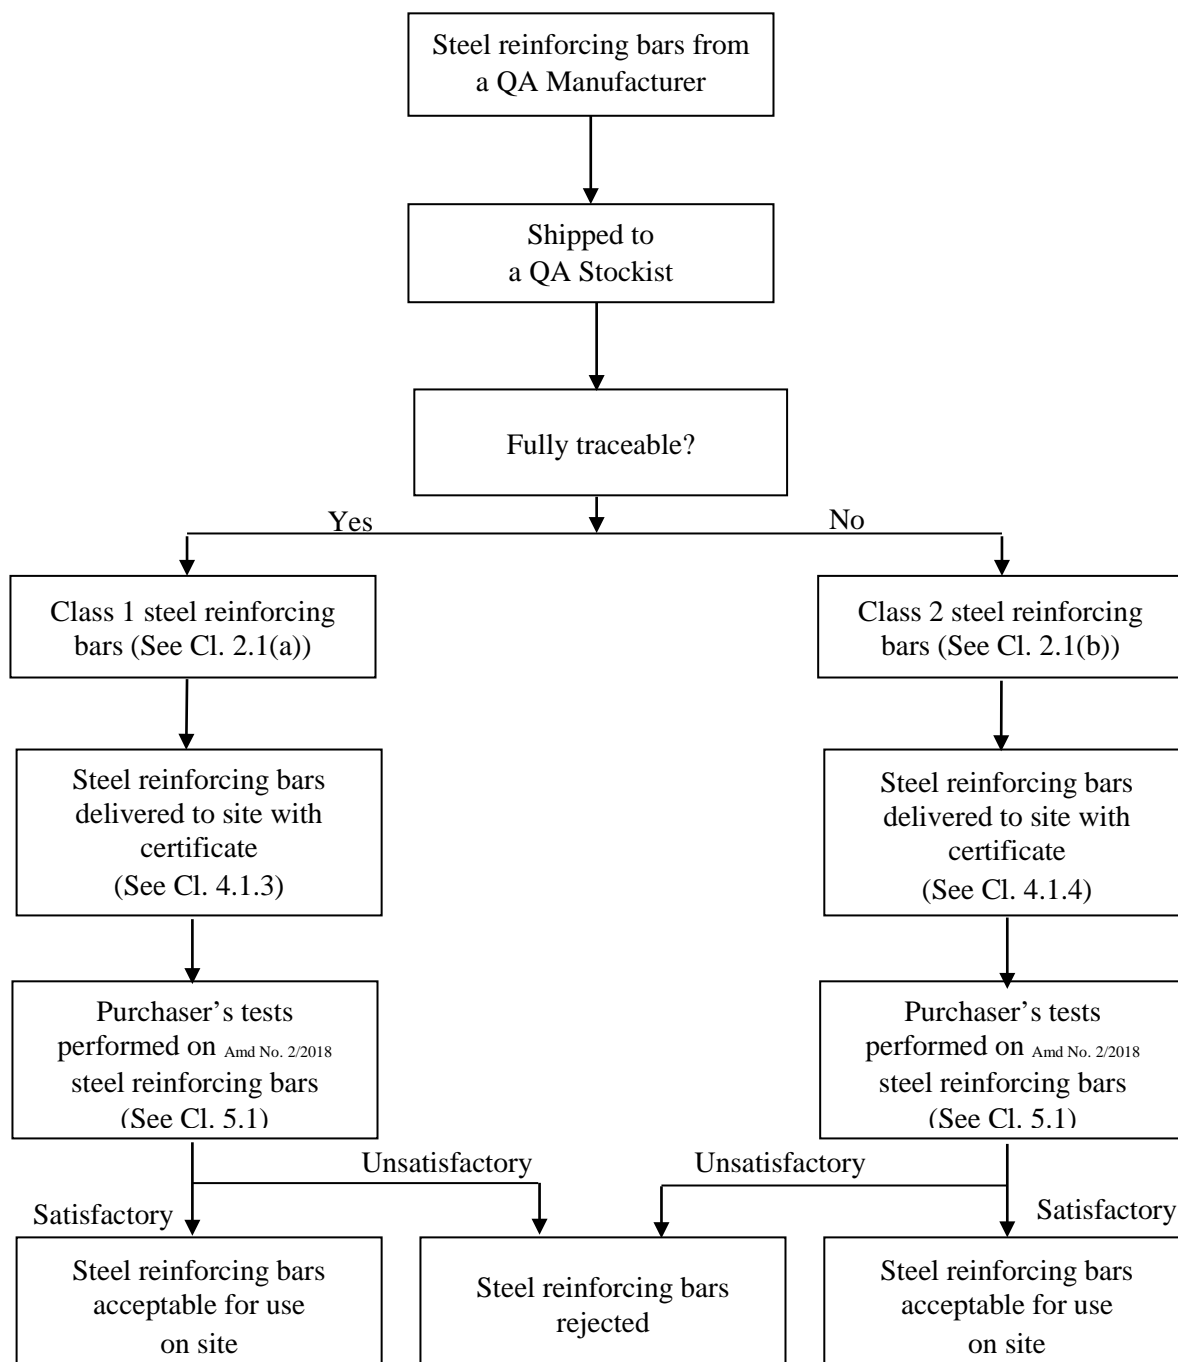 Steel reinforcing bars from
a QA Manufacturer
Shipped to
a QA Stockist
Fully traceable?
Yes
No
Class 1 steel reinforcing
bars (See Cl. 2.1(a))
Class 2 steel reinforcing
bars (See Cl. 2.1(b))
Steel reinforcing bars
delivered to site with
certificate
(See Cl. 4.1.3)
Steel reinforcing bars
delivered to site with
certificate
(See Cl. 4.1.4)
Purchaser’s tests
performed on Amd No. 2/2018
steel reinforcing bars
(See Cl. 5.1)
Purchaser’s tests
performed on Amd No. 2/2018
steel reinforcing bars
(See Cl. 5.1)
Unsatisfactory
Unsatisfactory
Satisfactory
Satisfactory
Steel reinforcing bars
acceptable for use
on site
Steel reinforcing bars
rejected
Steel reinforcing bars
acceptable for use
on site